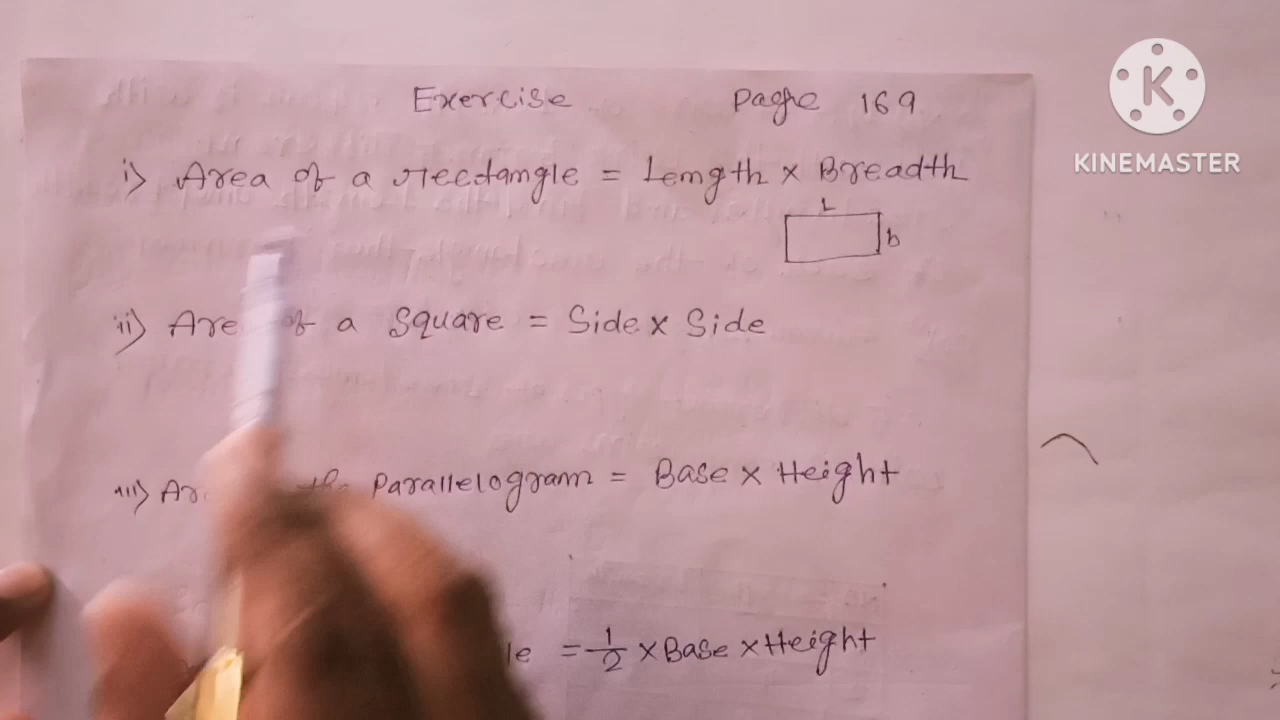 Exercise Page 169
i) Area of a rectangle = Length × Breadth
L
b
ii) Are of a Square = Side × Side
iii) Ar the Parallelogram = Base × Height
le = 1/2 × Base × Height
K
KINEMASTER